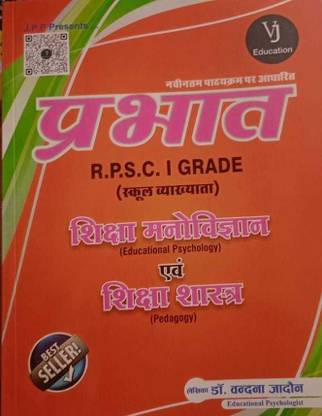 J P B Presents...
VJ
Education
नवीनतम पाठ्यक्रम पर आधारित
प्रभात
R.P.S.C. I GRADE
(स्कूल व्याख्याता)
शिक्षा मनोविज्ञान
(Educational Psychology)
एवं
शिक्षा शास्त्र
(Pedagogy)
BEST
SELLER!
लेखिका डॉ. वन्दना जादौन
Educational Psychologist